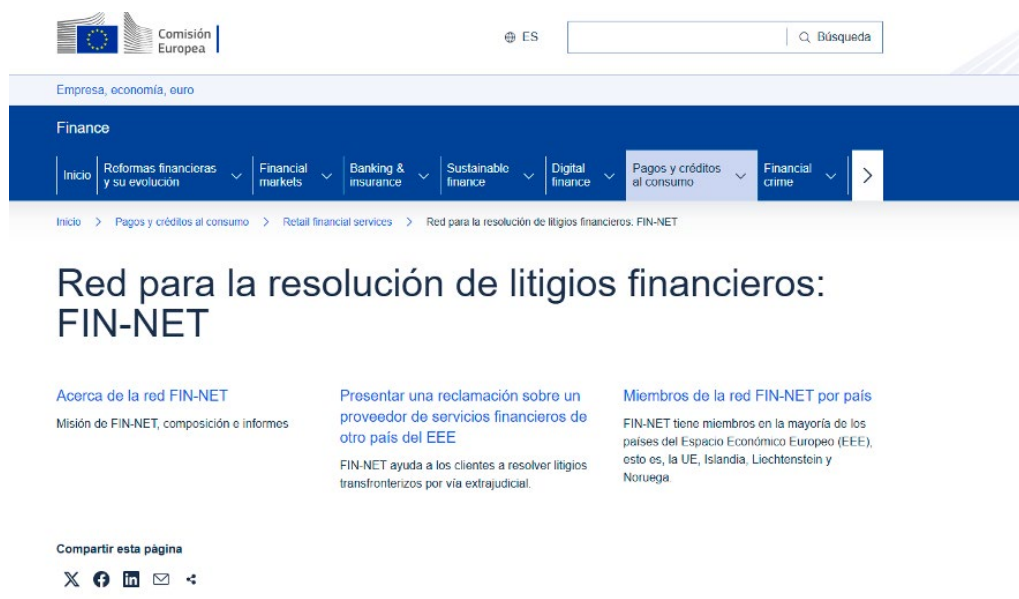 Comisión
Europea
ES
Búsqueda
Empresa, economía, euro
Finance
Inicio
Reformas financieras
y su evolución
Financial
markets
Banking &
insurance
Sustainable
finance
Digital
finance
Pagos y créditos
al consumo
Financial
crime
Inicio > Pagos y créditos al consumo > Retail financial services > Red para la resolución de litigios financieros: FIN-NET
Red para la resolución de litigios financieros:
FIN-NET
Acerca de la red FIN-NET
Misión de FIN-NET, composición e informes
Presentar una reclamación sobre un
proveedor de servicios financieros de
otro país del EEE
FIN-NET ayuda a los clientes a resolver litigios
transfronterizos por vía extrajudicial.
Miembros de la red FIN-NET por país
FIN-NET tiene miembros en la mayoría de los
países del Espacio Económico Europeo (EEE),
esto es, la UE, Islandia, Liechtenstein y
Noruega.
Compartir esta página